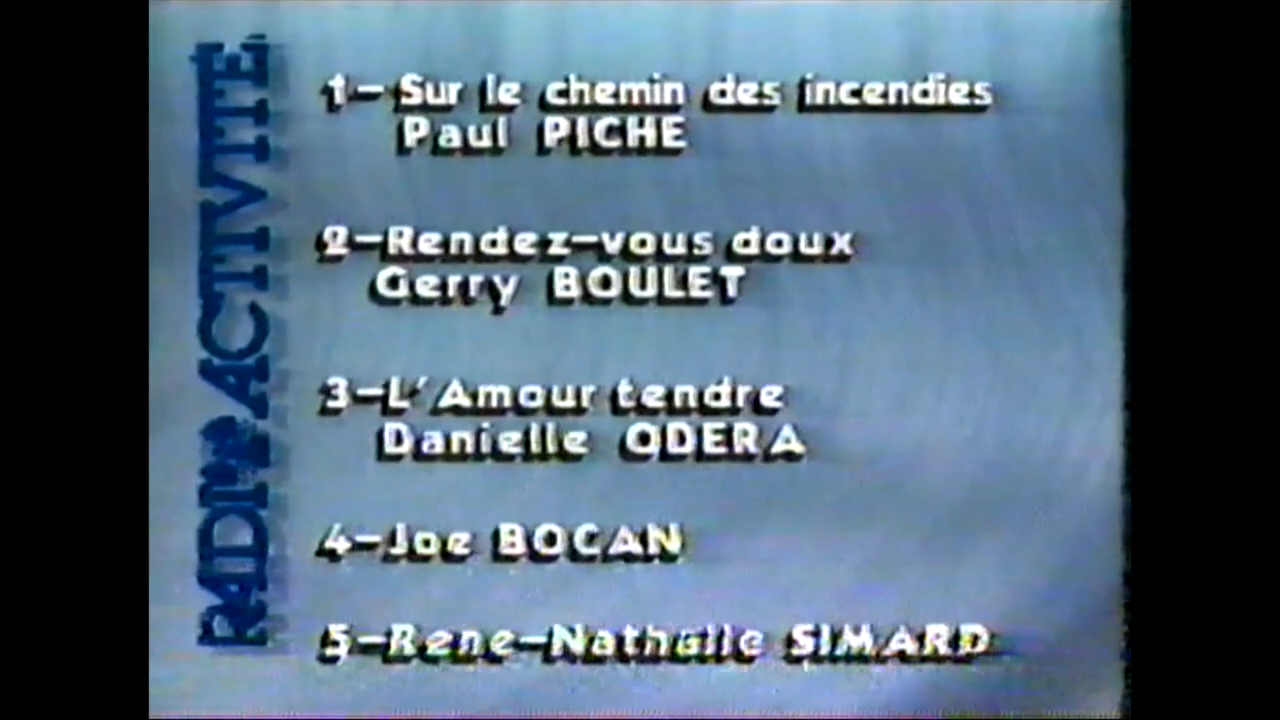 RADIO ACTIVITÉ
1-Sur le chemin des incendies
Paul PICHE
2-Rendez-vous doux
Gerry BOULET
3-L'Amour tendre
Danielle ODERA
4-Joe BOCAN
5-Rene-Nathalie SIMARD